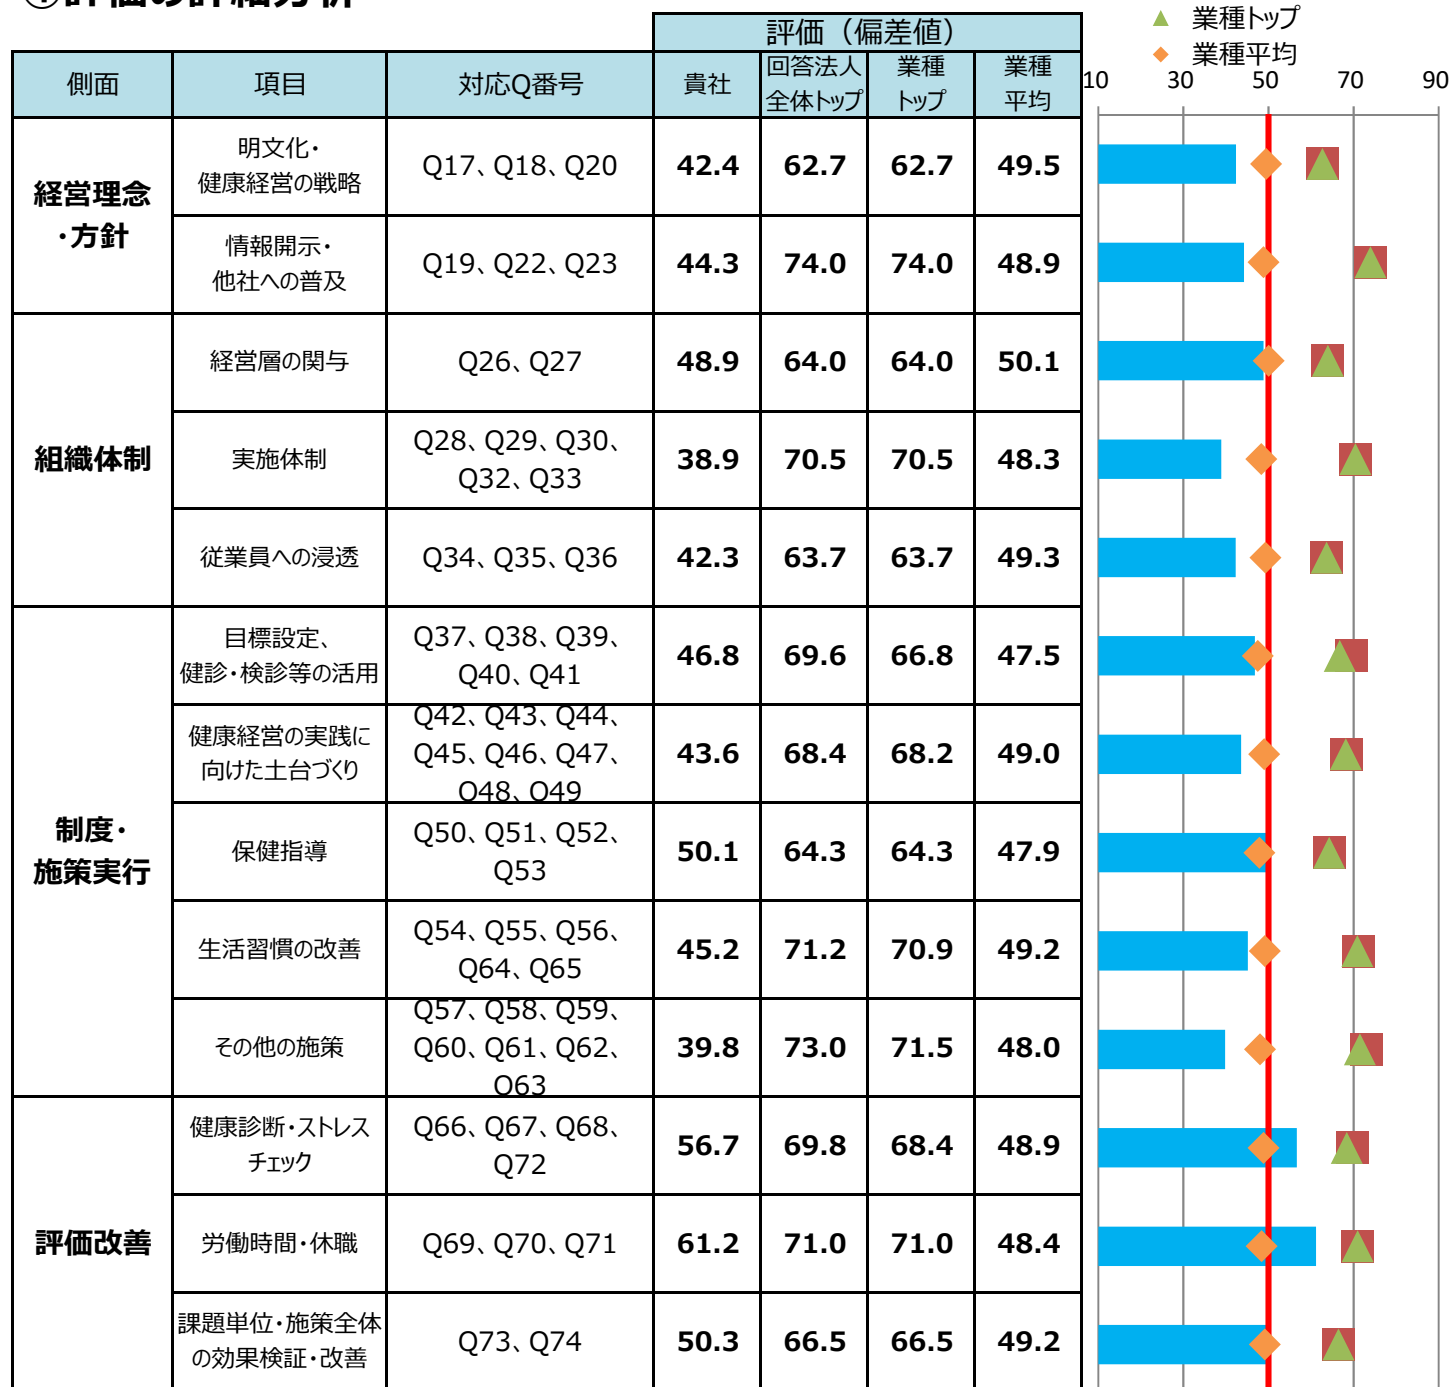 ①評価の詳細分析
▲ 業種トップ
◆ 業種平均
評価（偏差値）
側面 項目 対応Q番号 貴社 回答法人 業種 業種
全体トップ トップ 平均
10 30 50 70 90
経営理念
・方針
明文化・
健康経営の戦略
Q17、Q18、Q20 42.4 62.7 62.7 49.5
情報開示・
他社への普及
Q19、Q22、Q23 44.3 74.0 74.0 48.9
組織体制
経営層の関与 Q26、Q27 48.9 64.0 64.0 50.1
実施体制
Q28、Q29、Q30、
Q32、Q33
38.9 70.5 70.5 48.3
従業員への浸透 Q34、Q35、Q36 42.3 63.7 63.7 49.3
制度・
施策実行
目標設定、
健診・検診等の活用
Q37、Q38、Q39、
Q40、Q41
46.8 69.6 66.8 47.5
健康経営の実践に
向けた土台づくり
Q42、Q43、Q44、
Q45、Q46、Q47、
Q48、Q49
43.6 68.4 68.2 49.0
保健指導
Q50、Q51、Q52、
Q53
50.1 64.3 64.3 47.9
生活習慣の改善
Q54、Q55、Q56、
Q64、Q65
45.2 71.2 70.9 49.2
その他の施策
Q57、Q58、Q59、
Q60、Q61、Q62、
Q63
39.8 73.0 71.5 48.0
評価改善
健康診断・ストレス
チェック
Q66、Q67、Q68、
Q72
56.7 69.8 68.4 48.9
労働時間・休職 Q69、Q70、Q71 61.2 71.0 71.0 48.4
課題単位・施策全体
の効果検証・改善
Q73、Q74 50.3 66.5 66.5 49.2